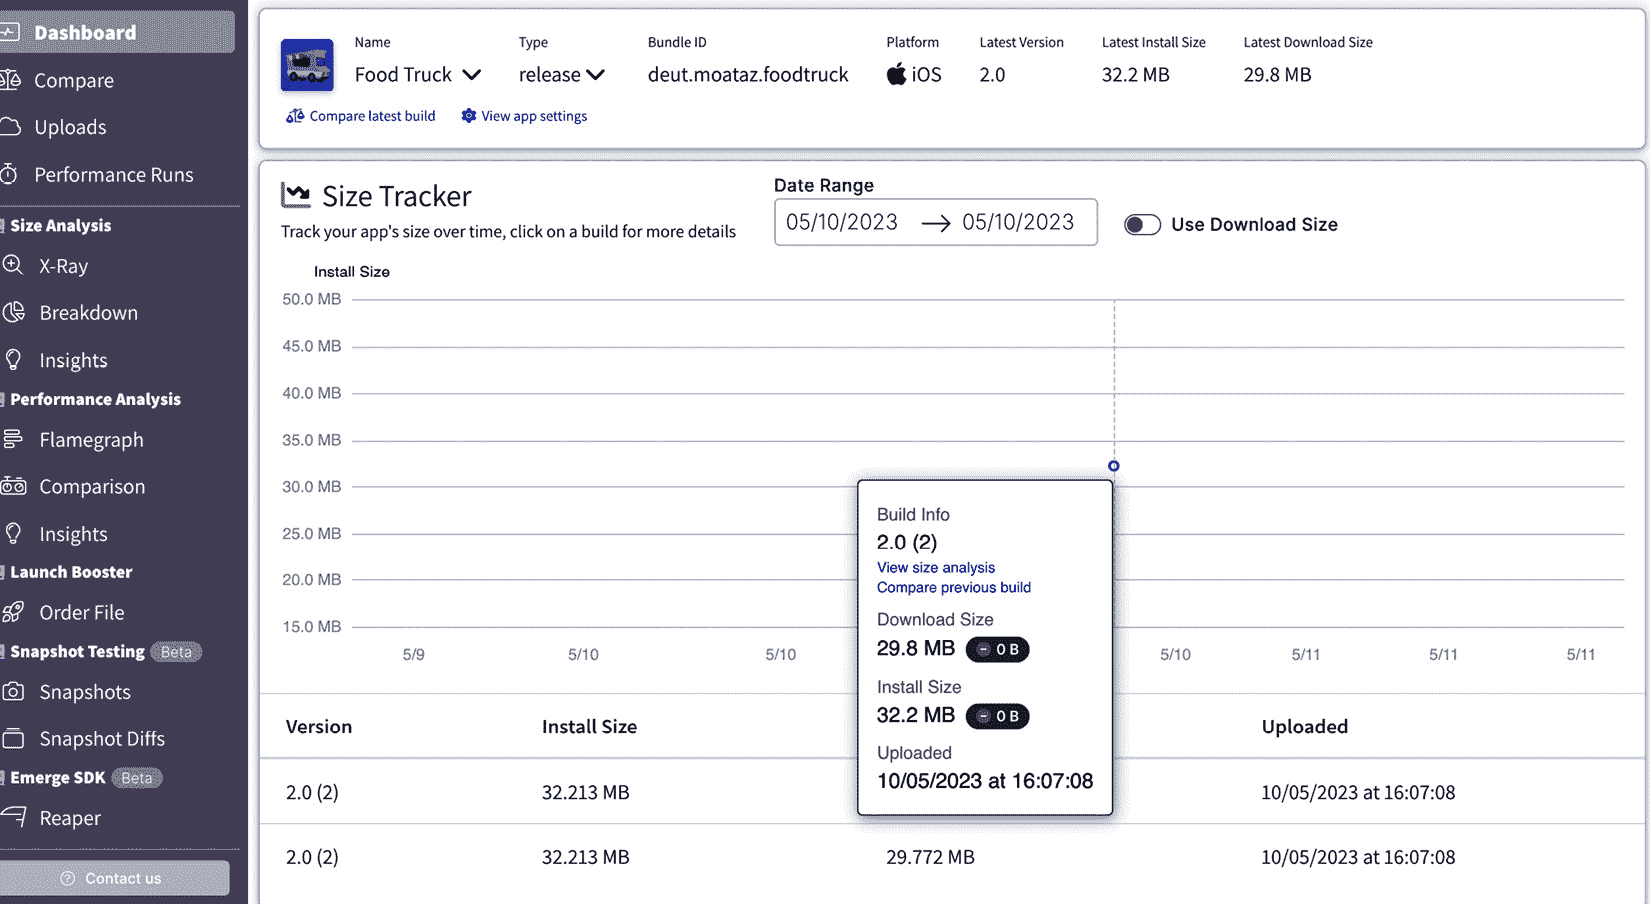 Dashboard
Compare
Uploads
Performance Runs
Size Analysis
X-Ray
Breakdown
Insights
Performance Analysis
Flamegraph
Comparison
Insights
Launch Booster
Order File
Snapshot Testing Beta
Snapshots
Snapshot Diffs
Emerge SDK Beta
Reaper
Contact us
Name Type Bundle ID Platform Latest Version Latest Install Size Latest Download Size
Food Truck release deut.moataz.foodtruck iOS 2.0 32.2 MB 29.8 MB
Compare latest build View app settings
Size Tracker
Track your app's size over time, click on a build for more details
Date Range
05/10/2023 → 05/10/2023
Use Download Size
Install Size
50.0 MB
45.0 MB
40.0 MB
35.0 MB
30.0 MB
25.0 MB
20.0 MB
15.0 MB
5/9 5/10 5/10 5/10 5/11 5/11 5/11
Build Info
2.0 (2)
View size analysis
Compare previous build
Download Size
29.8 MB - 0 B
Install Size
32.2 MB - 0 B
Uploaded
10/05/2023 at 16:07:08
Version Install Size Uploaded
2.0 (2) 32.213 MB 10/05/2023 at 16:07:08
2.0 (2) 32.213 MB 29.772 MB 10/05/2023 at 16:07:08